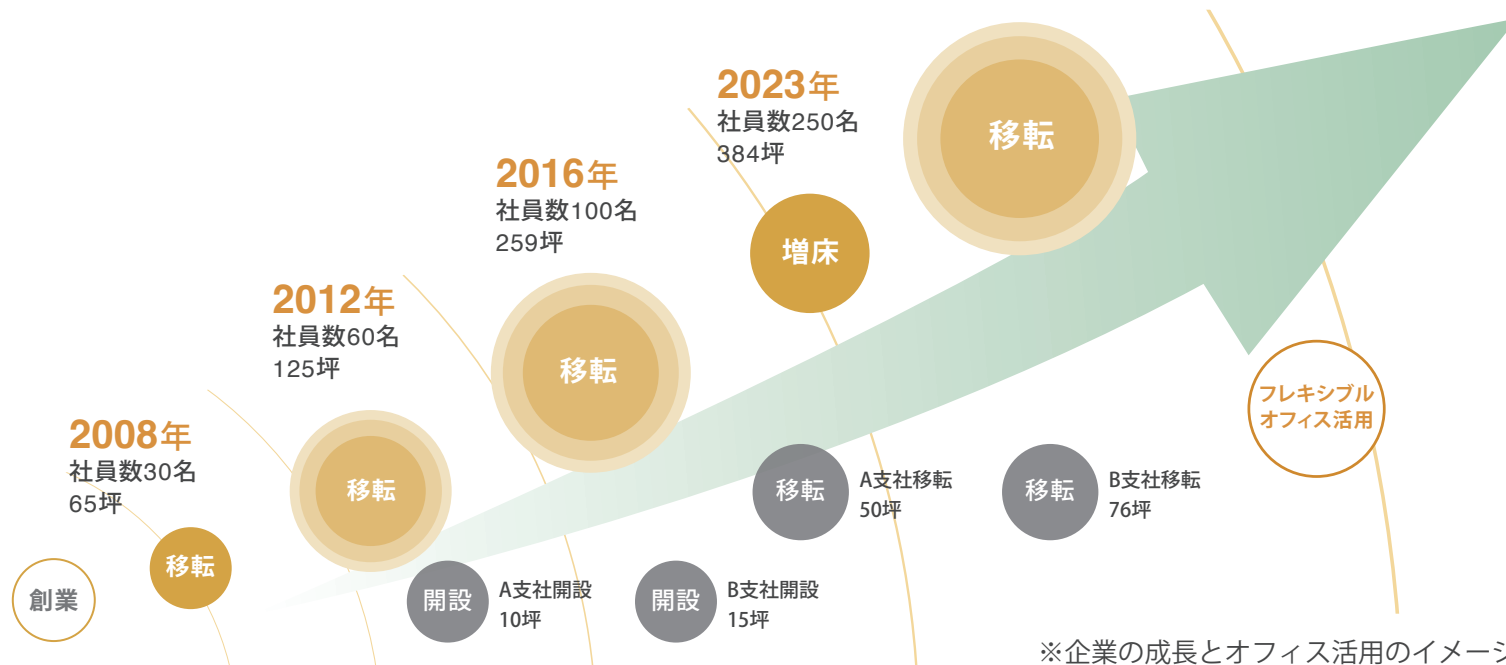 創業
2008年
社員数30名
65坪
移転
2012年
社員数60名
125坪
移転
2016年
社員数100名
259坪
移転
2023年
社員数250名
384坪
増床
移転
フレキシブル
オフィス活用
開設
A支社開設
10坪
開設
B支社開設
15坪
移転
A支社移転
50坪
移転
B支社移転
76坪
※企業の成長とオフィス活用のイメージ